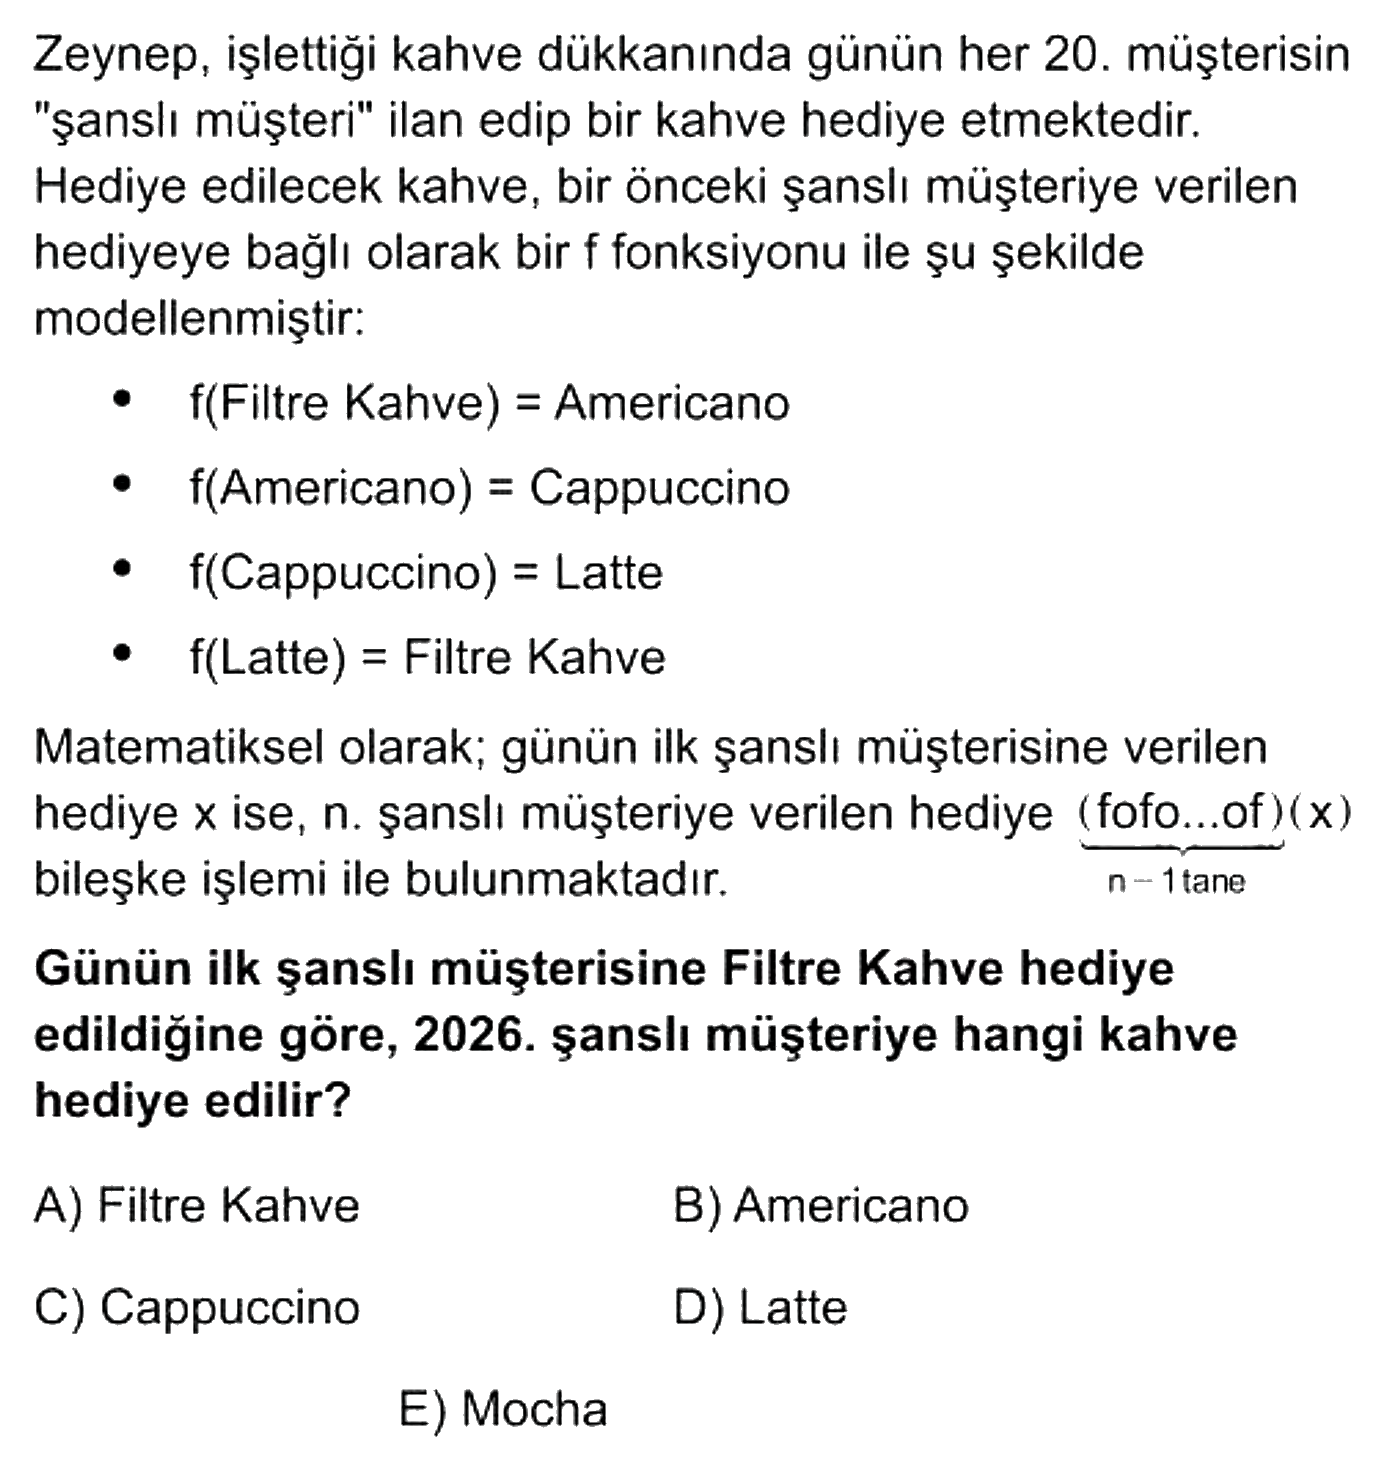 Zeynep, işlettiği kahve dükkanında günün her 20. müşterisin
"şanslı müşteri" ilan edip bir kahve hediye etmektedir.
Hediye edilecek kahve, bir önceki şanslı müşteriye verilen
hediyeye bağlı olarak bir f fonksiyonu ile şu şekilde
modellenmiştir:
• f(Filtre Kahve) = Americano
• f(Americano) = Cappuccino
• f(Cappuccino) = Latte
• f(Latte) = Filtre Kahve
Matematiksel olarak; günün ilk şanslı müşterisine verilen
hediye x ise, n. şanslı müşteriye verilen hediye (fofo...of)(x)
bileşke işlemi ile bulunmaktadır. n − 1 tane
Günün ilk şanslı müşterisine Filtre Kahve hediye
edildiğine göre, 2026. şanslı müşteriye hangi kahve
hediye edilir?
A) Filtre Kahve B) Americano
C) Cappuccino D) Latte
E) Mocha